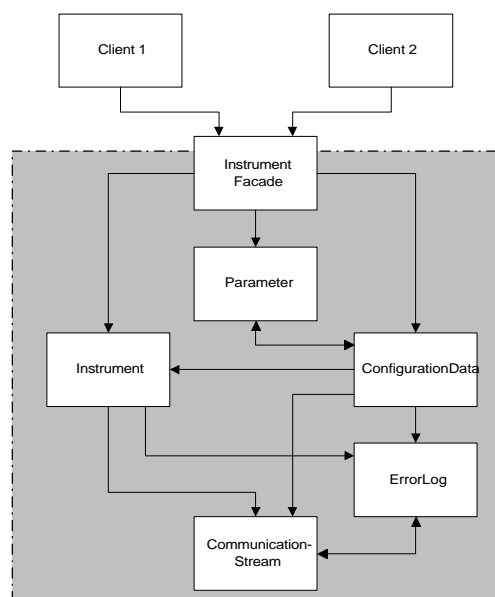 Client 1
Client 2
Instrument
Facade
Parameter
Instrument
ConfigurationData
ErrorLog
Communication-
Stream